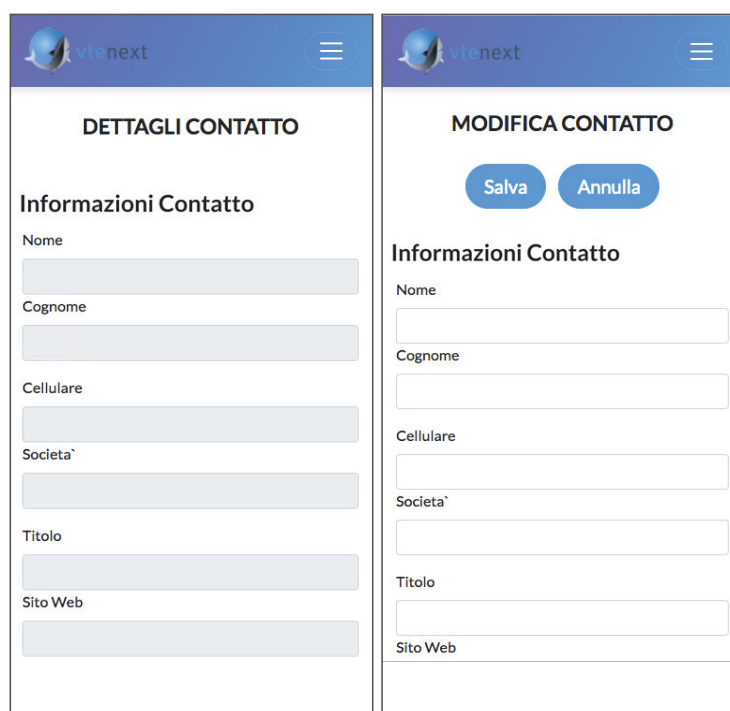 vtenext
DETTAGLI CONTATTO
Informazioni Contatto
Nome
Cognome
Cellulare
Societa`
Titolo
Sito Web
vtenext
MODIFICA CONTATTO
Salva Annulla
Informazioni Contatto
Nome
Cognome
Cellulare
Societa`
Titolo
Sito Web